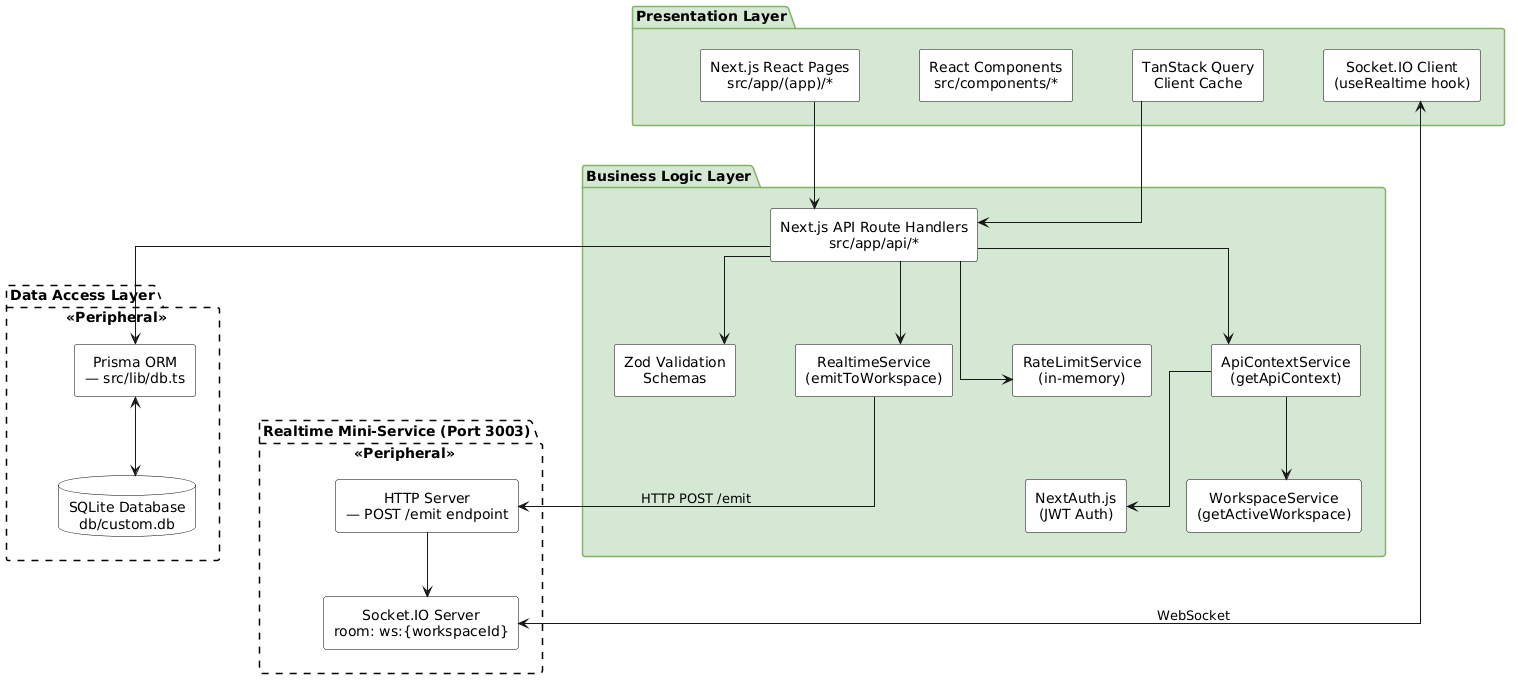 Presentation Layer
Next.js React Pages
src/app/(app)/*
React Components
src/components/*
TanStack Query
Client Cache
Socket.IO Client
(useRealtime hook)
Business Logic Layer
Next.js API Route Handlers
src/app/api/*
Zod Validation
Schemas
RealtimeService
(emitToWorkspace)
RateLimitService
(in-memory)
ApiContextService
(getApiContext)
NextAuth.js
(JWT Auth)
WorkspaceService
(getActiveWorkspace)
Data Access Layer
«Peripheral»
Prisma ORM
— src/lib/db.ts
SQLite Database
db/custom.db
Realtime Mini-Service (Port 3003)
«Peripheral»
HTTP Server
— POST /emit endpoint
HTTP POST /emit
Socket.IO Server
room: ws:{workspaceId}
WebSocket